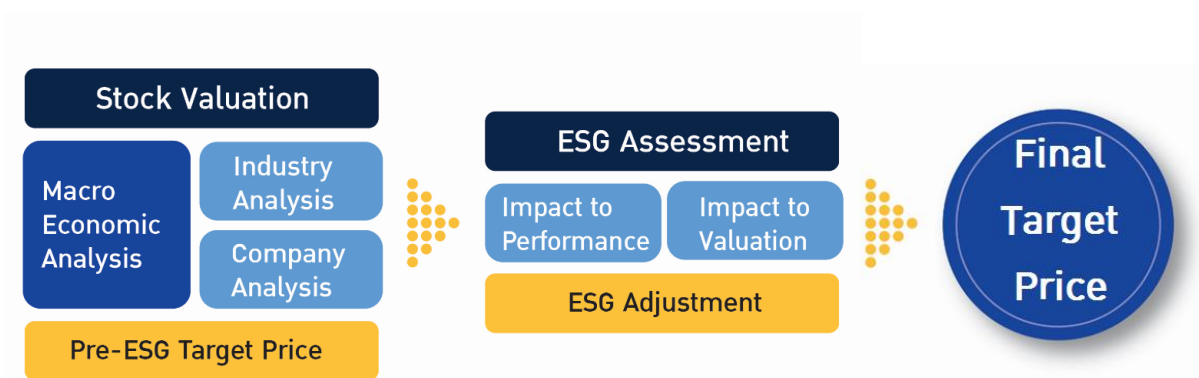 Stock Valuation
Macro
Economic
Analysis
Industry
Analysis
Company
Analysis
Pre-ESG Target Price
ESG Assessment
Impact to
Performance
Impact to
Valuation
ESG Adjustment
Final
Target
Price